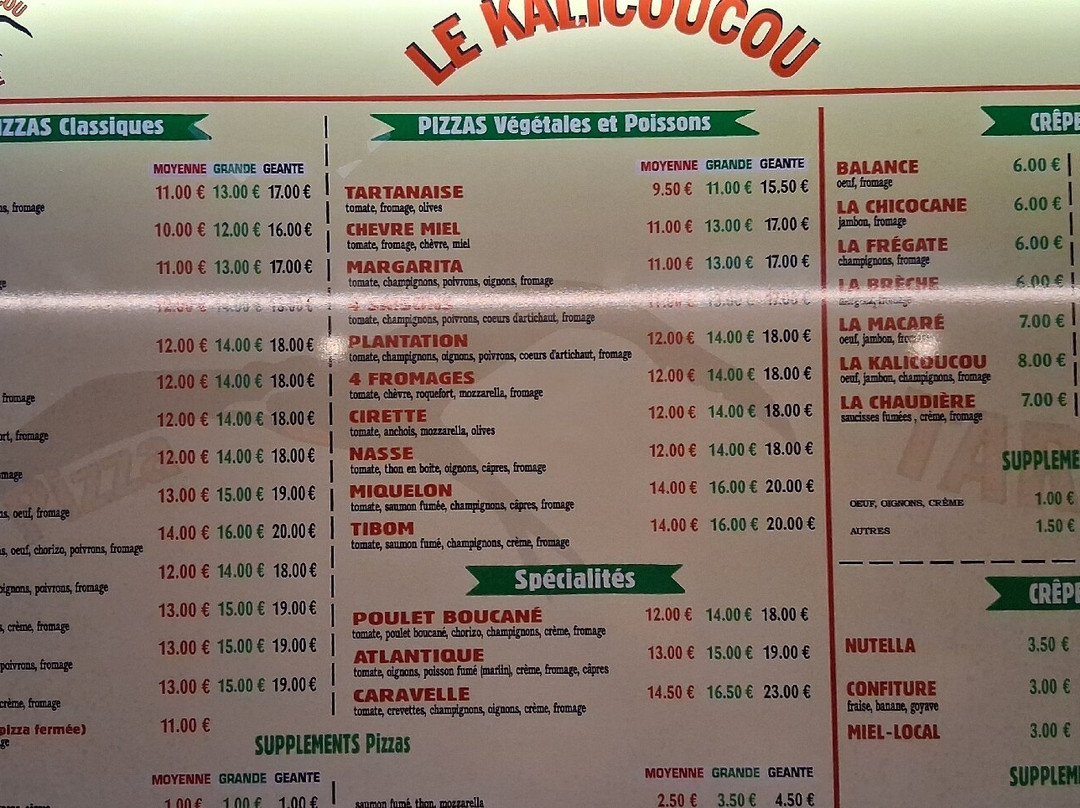 LE KALICOUCOU
PIZZAS Classiques
MOYENNE GRANDE GEANTE
11.00 € 13.00 € 17.00 €
fromage
10.00 € 12.00 € 16.00 €
11.00 € 13.00 € 17.00 €
12.00 € 14.00 € 18.00 €
12.00 € 14.00 € 18.00 €
fromage
12.00 € 14.00 € 18.00 €
fromage
12.00 € 14.00 € 18.00 €
13.00 € 15.00 € 19.00 €
oeuf, fromage
14.00 € 16.00 € 20.00 €
oeuf, chorizo, poivrons, fromage
12.00 € 14.00 € 18.00 €
poivrons, fromage
13.00 € 15.00 € 19.00 €
crème, fromage
13.00 € 15.00 € 19.00 €
poivrons, fromage
13.00 € 15.00 € 19.00 €
crème, fromage
pizza fermée) 11.00 €
PIZZAS Végétales et Poissons
MOYENNE GRANDE GEANTE
TARTANAISE 9.50 € 11.00 € 15.50 €
tomate, fromage, olives
CHEVRE MIEL 11.00 € 13.00 € 17.00 €
tomate, fromage, chèvre, miel
MARGARITA 11.00 € 13.00 € 17.00 €
tomate, champignons, poivrons, oignons, fromage
4 SAISONS
tomate, champignons, poivrons, coeurs d'artichaut, fromage
PLANTATION 12.00 € 14.00 € 18.00 €
tomate, champignons, oignons, poivrons, coeurs d'artichaut, fromage
4 FROMAGES 12.00 € 14.00 € 18.00 €
tomate, chèvre, roquefort, mozzarella, fromage
CIRETTE 12.00 € 14.00 € 18.00 €
tomate, anchois, mozzarella, olives
NASSE 12.00 € 14.00 € 18.00 €
tomate, thon en boîte, oignons, câpres, fromage
MIQUELON 14.00 € 16.00 € 20.00 €
tomate, saumon fumée, champignons, câpres, fromage
TIBOM 14.00 € 16.00 € 20.00 €
tomate, saumon fumé, champignons, crème, fromage
Spécialités
POULET BOUCANÉ 12.00 € 14.00 € 18.00 €
tomate, poulet boucané, chorizo, champignons, crème, fromage
ATLANTIQUE 13.00 € 15.00 € 19.00 €
tomate, oignons, poisson fumé (marlin), crème, fromage, câpres
CARAVELLE 14.50 € 16.50 € 23.00 €
tomate, crevettes, champignons, oignons, crème, fromage
SUPPLEMENTS Pizzas
MOYENNE GRANDE GEANTE
1.00 € 1.00 € 1.00 €
MOYENNE GRANDE GEANTE
saumon fumé, thon, mozzarella 2.50 € 3.50 € 4.50 €
CRÊPE
BALANCE 6.00 €
oeuf, fromage
LA CHICOCANE 6.00 €
jambon, fromage
LA FRÉGATE 6.00 €
champignons, fromage
LA BRÈCHE 6.00 €
LA MACARÉ 7.00 €
oeuf, jambon, fromage
LA KALICOUCOU 8.00 €
oeuf, jambon, champignons, fromage
LA CHAUDIÈRE 7.00 €
saucisses fumées , crème, fromage
SUPPLEME
OEUF, OIGNONS, CRÈME 1.00 €
AUTRES 1.50 €
CRÊPE
NUTELLA 3.50 €
CONFITURE 3.00 €
fraise, banane, goyave
MIEL-LOCAL 3.00 €
SUPPLEM